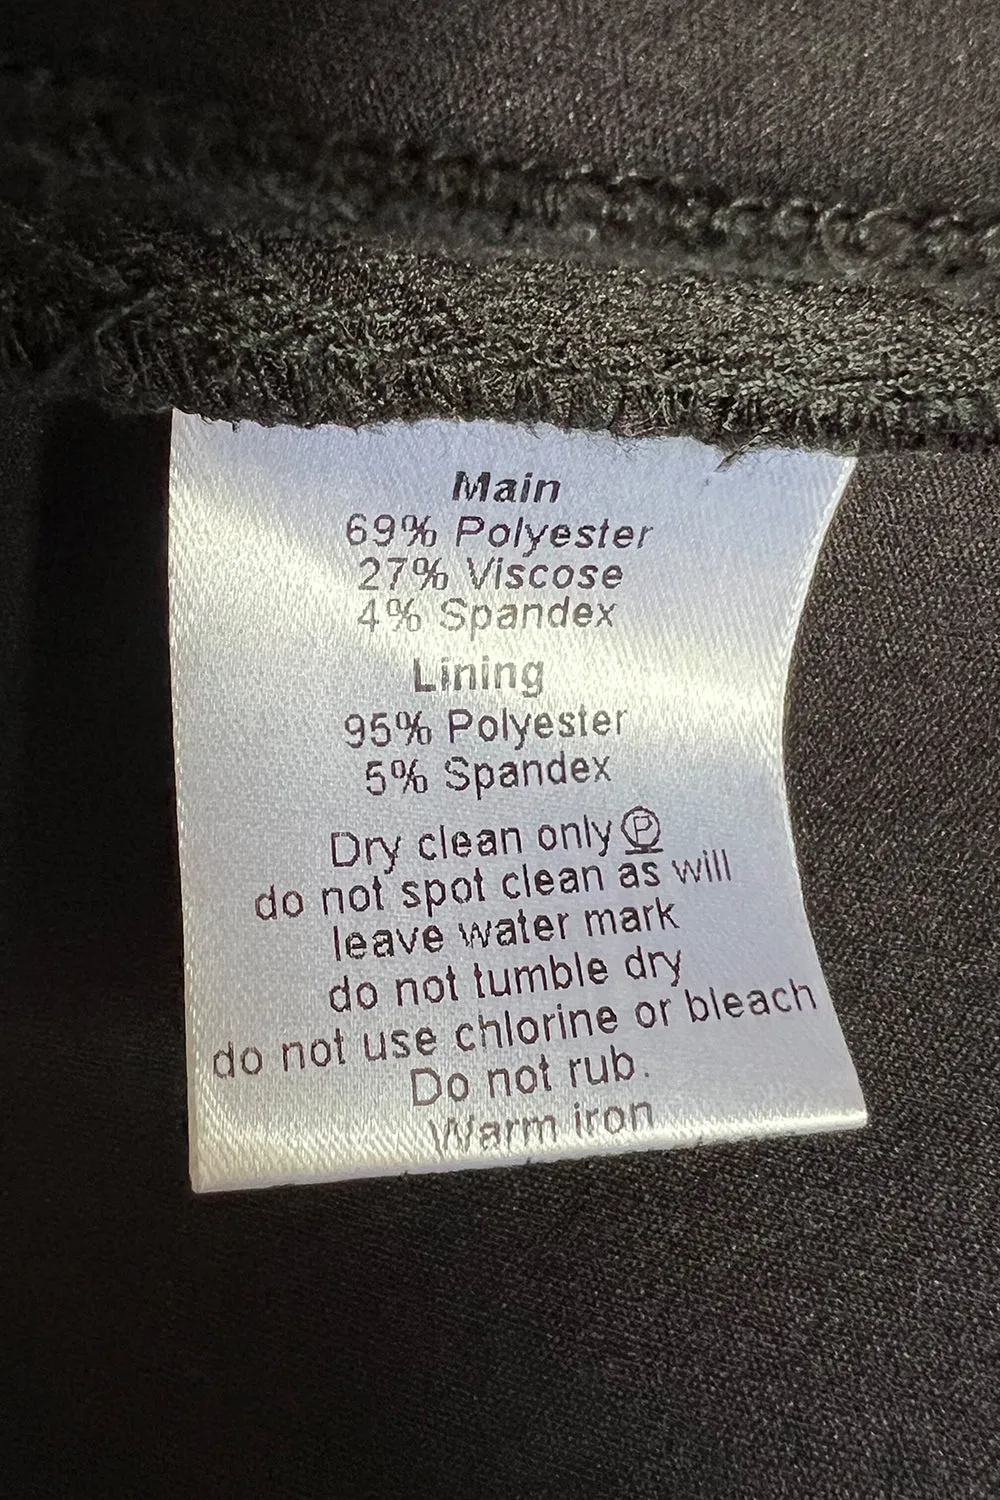 Main
69% Polyester
27% Viscose
4% Spandex
Lining
95% Polyester
5% Spandex
Dry clean only Ⓟ
do not spot clean as will
leave water mark
do not tumble dry
do not use chlorine or bleach
Do not rub.
Warm iron